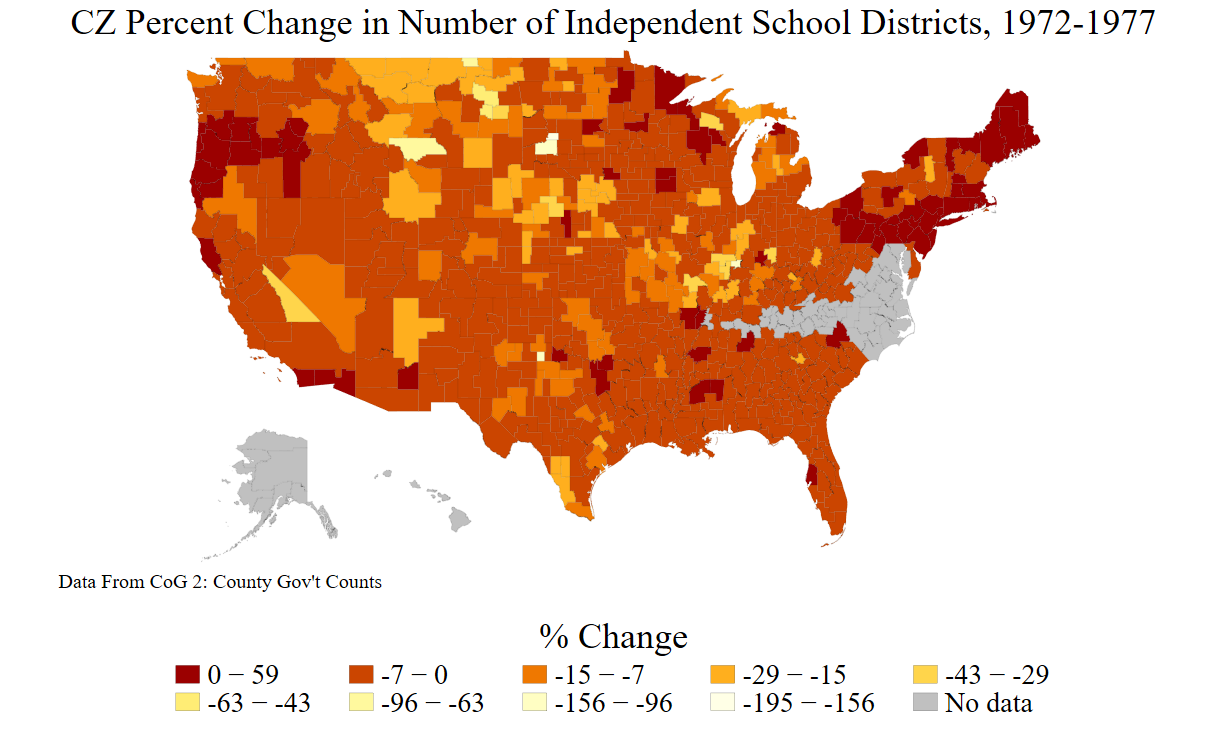 CZ Percent Change in Number of Independent School Districts, 1972-1977
Data From CoG 2: County Gov't Counts
% Change
0 − 59
-7 − 0
-15 − -7
-29 − -15
-43 − -29
-63 − -43
-96 − -63
-156 − -96
-195 − -156
No data